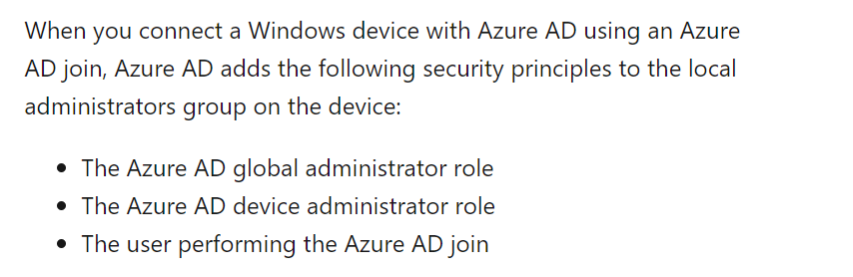 When you connect a Windows device with Azure AD using an Azure
AD join, Azure AD adds the following security principles to the local
administrators group on the device:
• The Azure AD global administrator role
• The Azure AD device administrator role
• The user performing the Azure AD join